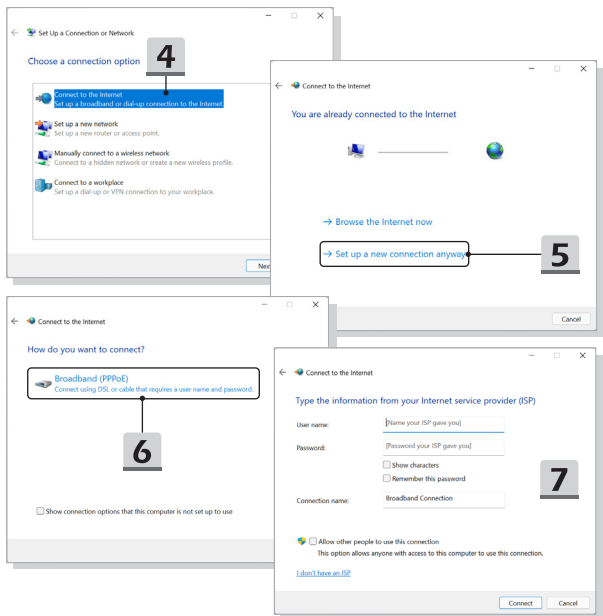 Set Up a Connection or Network
Choose a connection option
4
Connect to the Internet
Set up a broadband or dial-up connection to the Internet.
Set up a new network
Set up a new router or access point.
Manually connect to a wireless network
Connect to a hidden network or create a new wireless profile.
Connect to a workplace
Set up a dial-up or VPN connection to your workplace.
Connect to the Internet
You are already connected to the Internet
→ Browse the Internet now
→ Set up a new connection anyway
5
Cancel
Connect to the Internet
How do you want to connect?
Broadband (PPPoE)
Connect using DSL or cable that requires a user name and password.
6
Show connection options that this computer is not set up to use
Connect to the Internet
Type the information from your Internet service provider (ISP)
User name: [Name your ISP gave you]
Password: [Password your ISP gave you]
Show characters
Remember this password
7
Connection name: Broadband Connection
Allow other people to use this connection
This option allows anyone with access to this computer to use this connection.
I don't have an ISP
Connect Cancel